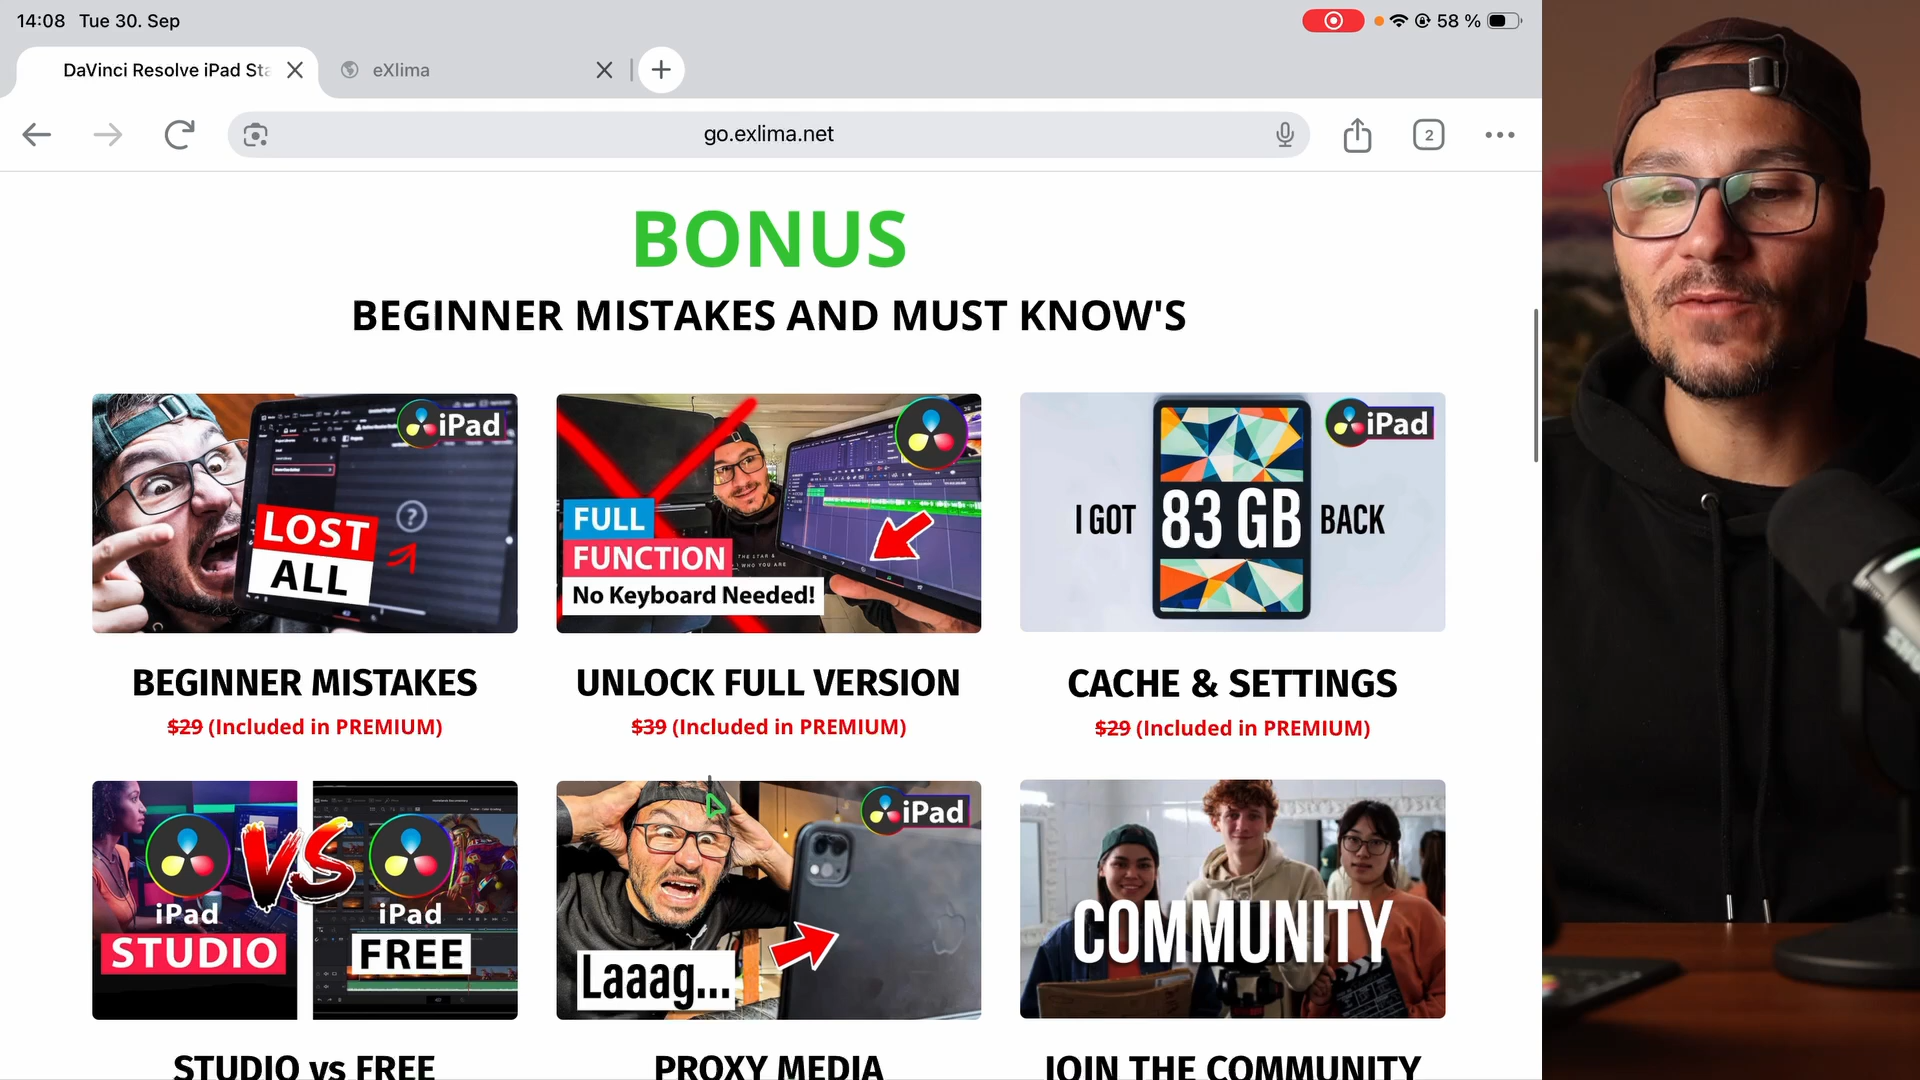 14:08 Tue 30. Sep
58 %
DaVinci Resolve iPad Sta
eXlima
go.exlima.net
2
BONUS
BEGINNER MISTAKES AND MUST KNOW'S
iPad
LOST
ALL
FULL
FUNCTION
No Keyboard Needed!
iPad
I GOT 83 GB BACK
BEGINNER MISTAKES
$29 (Included in PREMIUM)
UNLOCK FULL VERSION
$39 (Included in PREMIUM)
CACHE & SETTINGS
$29 (Included in PREMIUM)
VS
iPad
STUDIO
iPad
FREE
iPad
Laaag...
COMMUNITY
STUDIO vs FREE
PROXY MEDIA
JOIN THE COMMUNITY